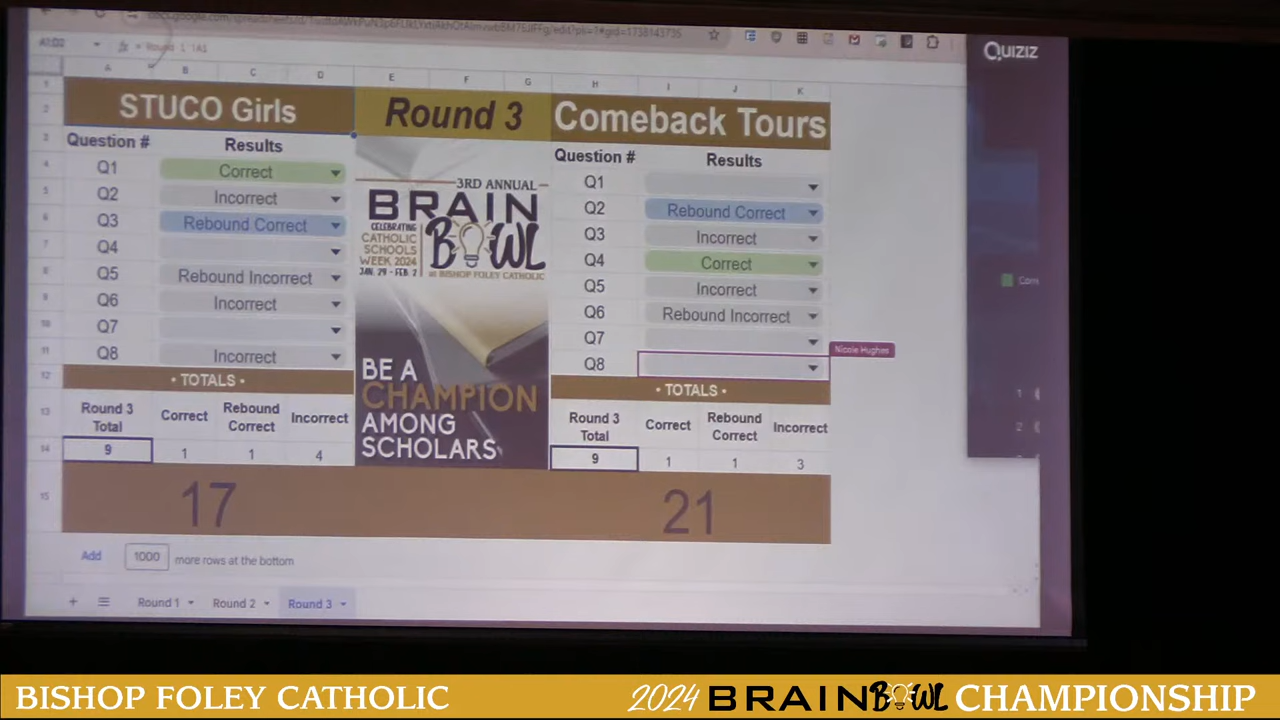 QUIZIZ
A B C D E F G H I J K
STUCO Girls Round 3 Comeback Tours
Question # Results
Q1 Correct
Q2 Incorrect
Q3 Rebound Correct
Q4
Q5 Rebound Incorrect
Q6 Incorrect
Q7
Q8 Incorrect
• TOTALS •
Round 3 Total Correct Rebound Correct Incorrect
9 1 1 4
17
3RD ANNUAL
BRAIN
BOWL
CELEBRATING
CATHOLIC
SCHOOLS
WEEK 2024
JAN. 29 - FEB. 2
at BISHOP FOLEY CATHOLIC
BE A
CHAMPION
AMONG
SCHOLARS
Question # Results
Q1
Q2 Rebound Correct
Q3 Incorrect
Q4 Correct
Q5 Incorrect
Q6 Rebound Incorrect
Q7
Q8
Nicole Hughes
• TOTALS •
Round 3 Total Correct Rebound Correct Incorrect
9 1 1 3
21
Add 1000 more rows at the bottom
Round 1 Round 2 Round 3
BISHOP FOLEY CATHOLIC 2024 BRAIN BOWL CHAMPIONSHIP